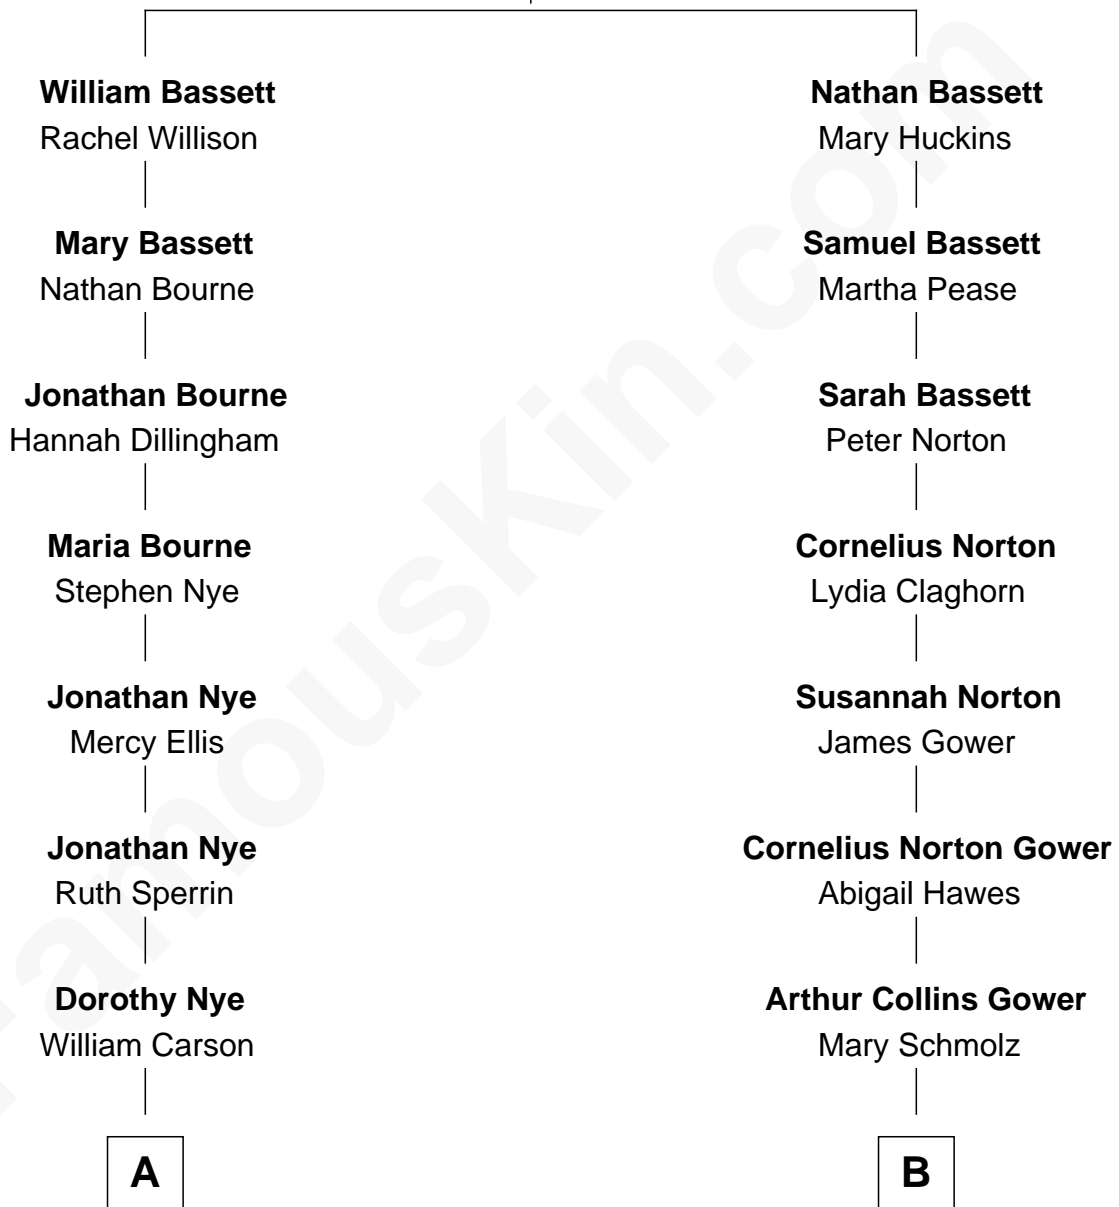 William Bassett
Rachel Willison
Mary Bassett
Nathan Bourne
Jonathan Bourne
Hannah Dillingham
Maria Bourne
Stephen Nye
Jonathan Nye
Mercy Ellis
Jonathan Nye
Ruth Sperrin
Dorothy Nye
William Carson
A
Nathan Bassett
Mary Huckins
Samuel Bassett
Martha Pease
Sarah Bassett
Peter Norton
Cornelius Norton
Lydia Claghorn
Susannah Norton
James Gower
Cornelius Norton Gower
Abigail Hawes
Arthur Collins Gower
Mary Schmolz
B
FamousKin.com